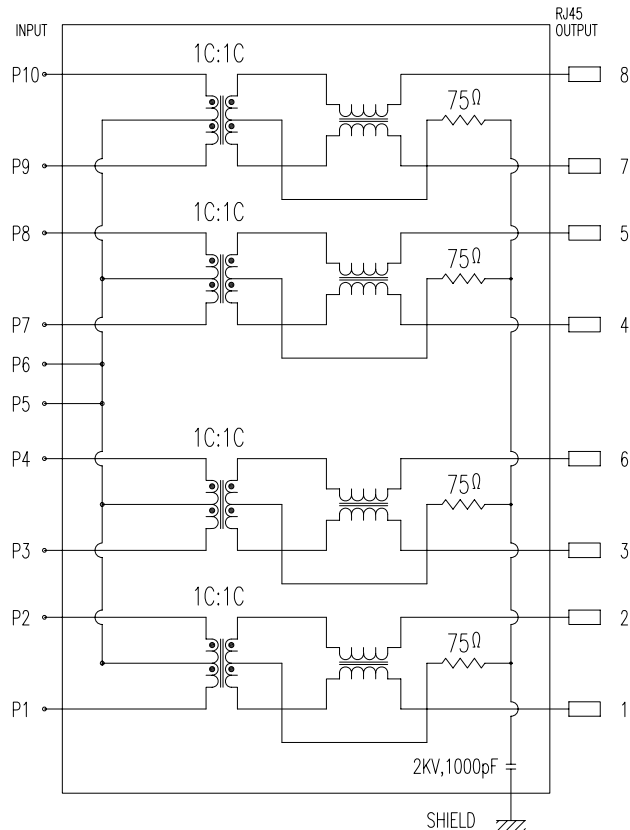 INPUT
RJ45
OUTPUT
1C:1C
P10
8
75Ω
P9
7
1C:1C
P8
5
75Ω
P7
4
P6
P5
1C:1C
P4
6
75Ω
P3
3
1C:1C
P2
2
75Ω
P1
1
2KV,1000pF
SHIELD